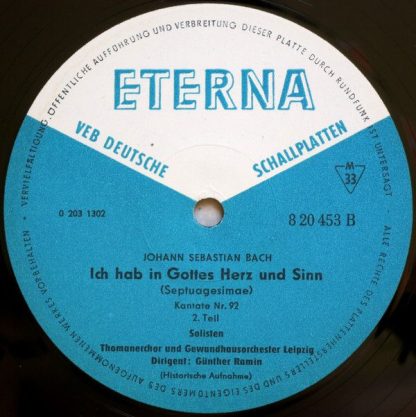 VERVIELFÄLTIGUNG, ÖFFENTLICHE AUFFÜHRUNG UND VERBREITUNG DIESER PLATTE DURCH RUNDFUNK IST UNTERSAGT · ALLE RECHTE DES PLATTENHERSTELLERS UND DES EIGENTÜMERS DES AUFGENOMMENEN WERKES VORBEHALTEN ·
ETERNA
VEB DEUTSCHE SCHALLPLATTEN
M
33
0 203 1302
8 20 453 B
JOHANN SEBASTIAN BACH
Ich hab in Gottes Herz und Sinn
(Septuagesimae)
Kantate Nr. 92
2. Teil
Solisten
Thomanerchor und Gewandhausorchester Leipzig
Dirigent: Günther Ramin
(Historische Aufnahme)